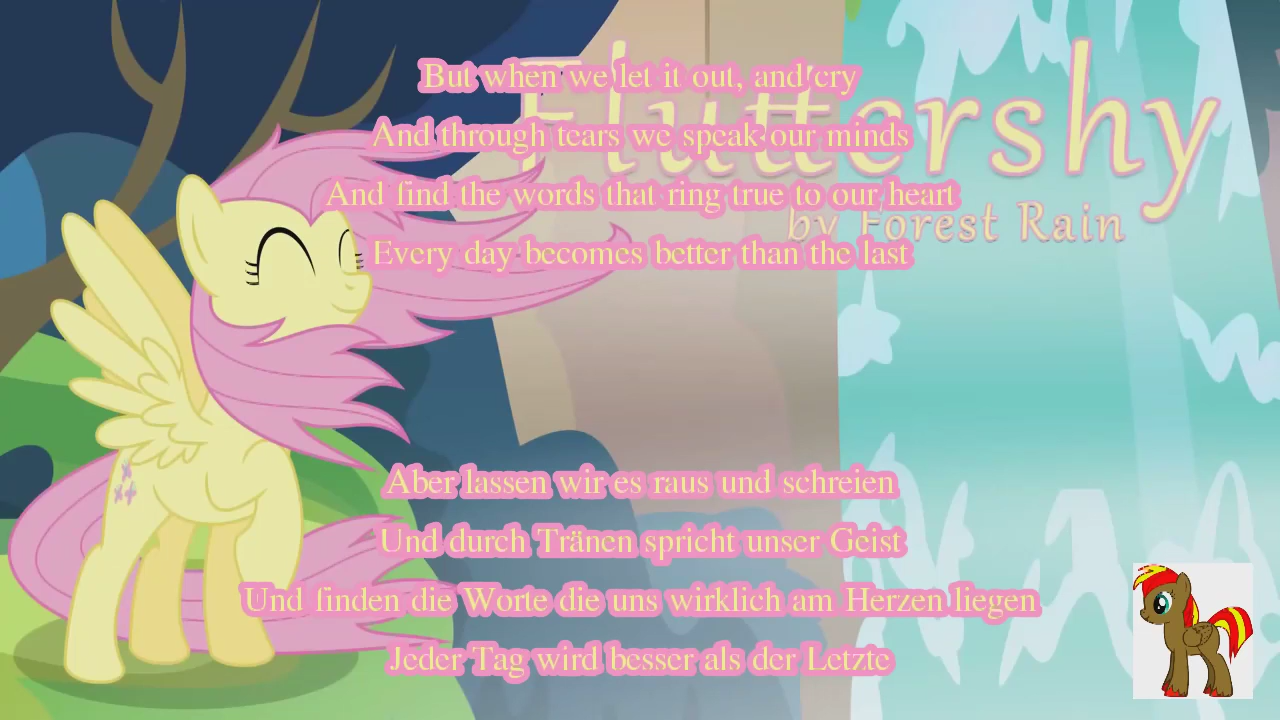 But when we let it out, and cry
And through tears we speak our minds
And find the words that ring true to our heart
Every day becomes better than the last
Fluttershy
by Forest Rain
Aber lassen wir es raus und schreien
Und durch Tränen spricht unser Geist
Und finden die Worte die uns wirklich am Herzen liegen
Jeder Tag wird besser als der Letzte